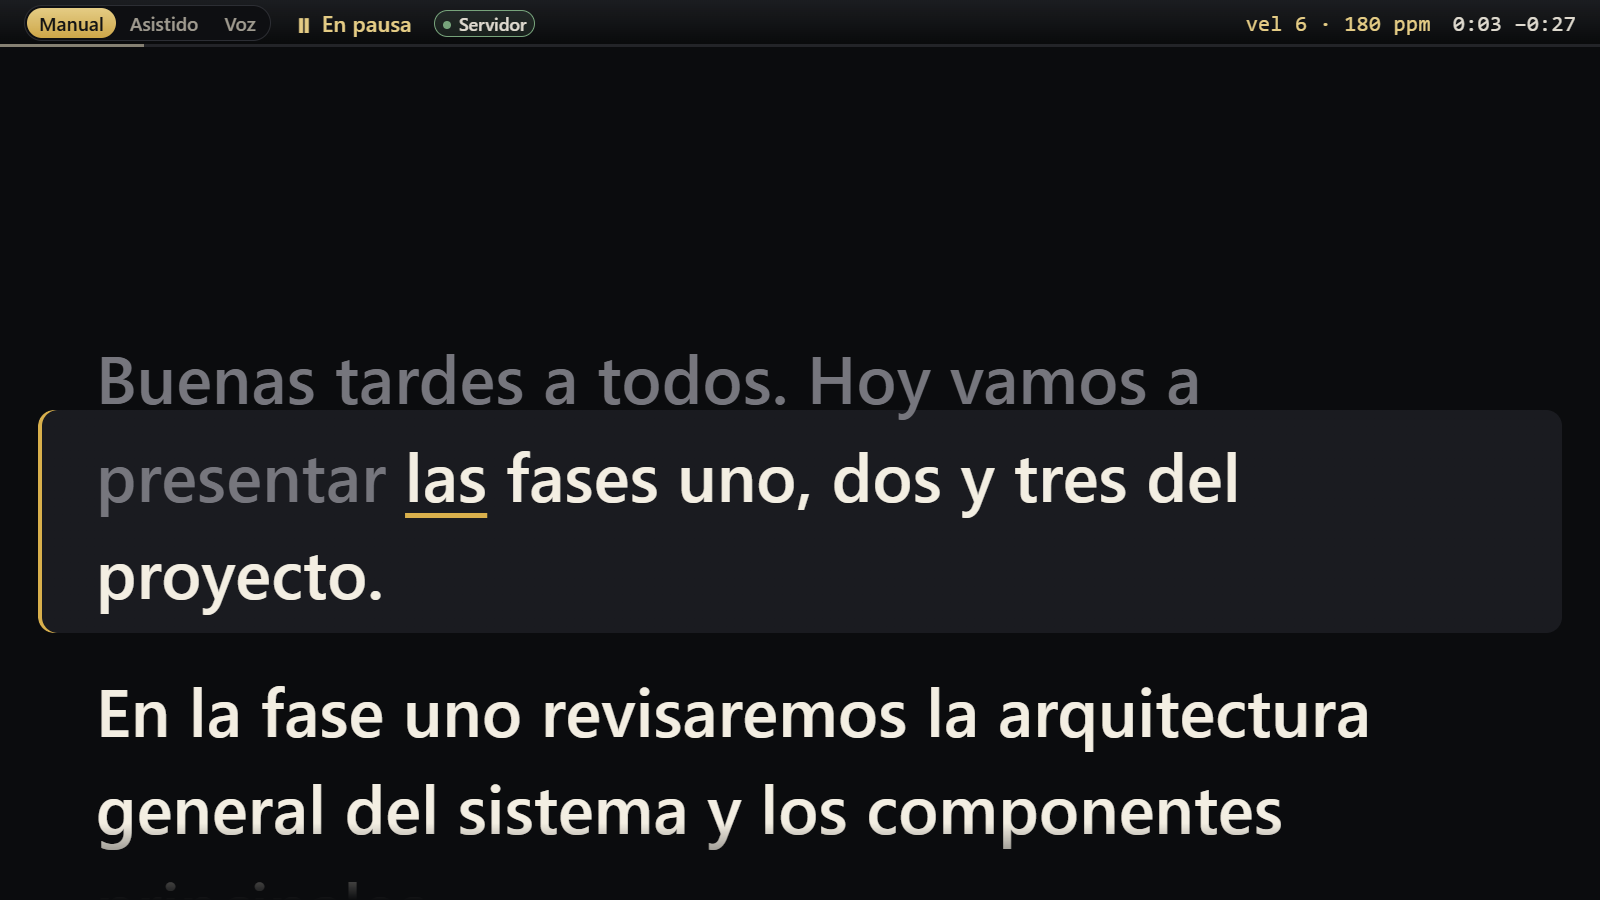 Manual Asistido Voz En pausa Servidor vel 6 · 180 ppm 0:03 −0:27
Buenas tardes a todos. Hoy vamos a
presentar las fases uno, dos y tres del
proyecto.
En la fase uno revisaremos la arquitectura
general del sistema y los componentes